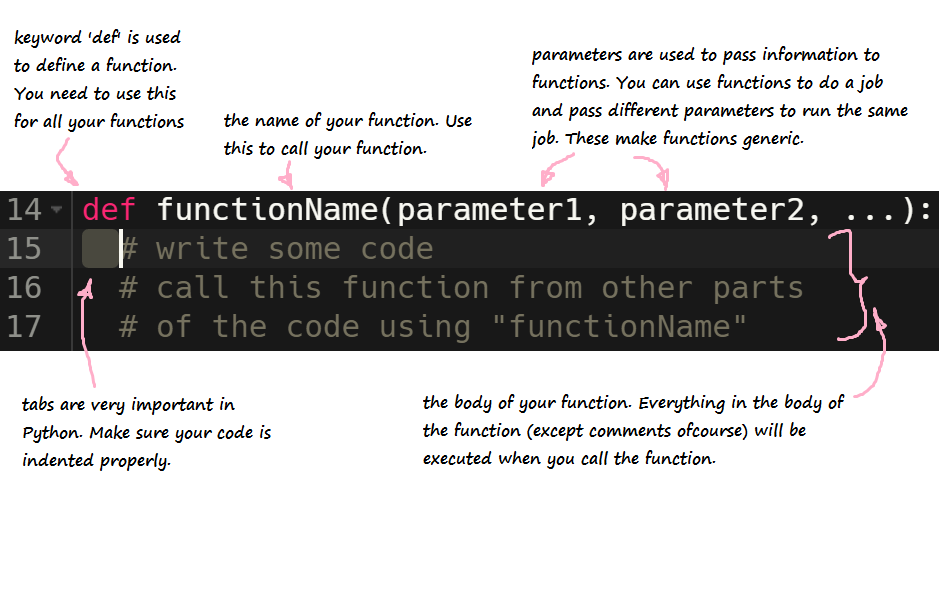 keyword 'def' is used
to define a function.
You need to use this
for all your functions
the name of your function. Use
this to call your function.
parameters are used to pass information to
functions. You can use functions to do a job
and pass different parameters to run the same
job. These make functions generic.
14 def functionName(parameter1, parameter2, ...):
15 # write some code
16 # call this function from other parts
17 # of the code using "functionName"
tabs are very important in
Python. Make sure your code is
indented properly.
the body of your function. Everything in the body of
the function (except comments ofcourse) will be
executed when you call the function.